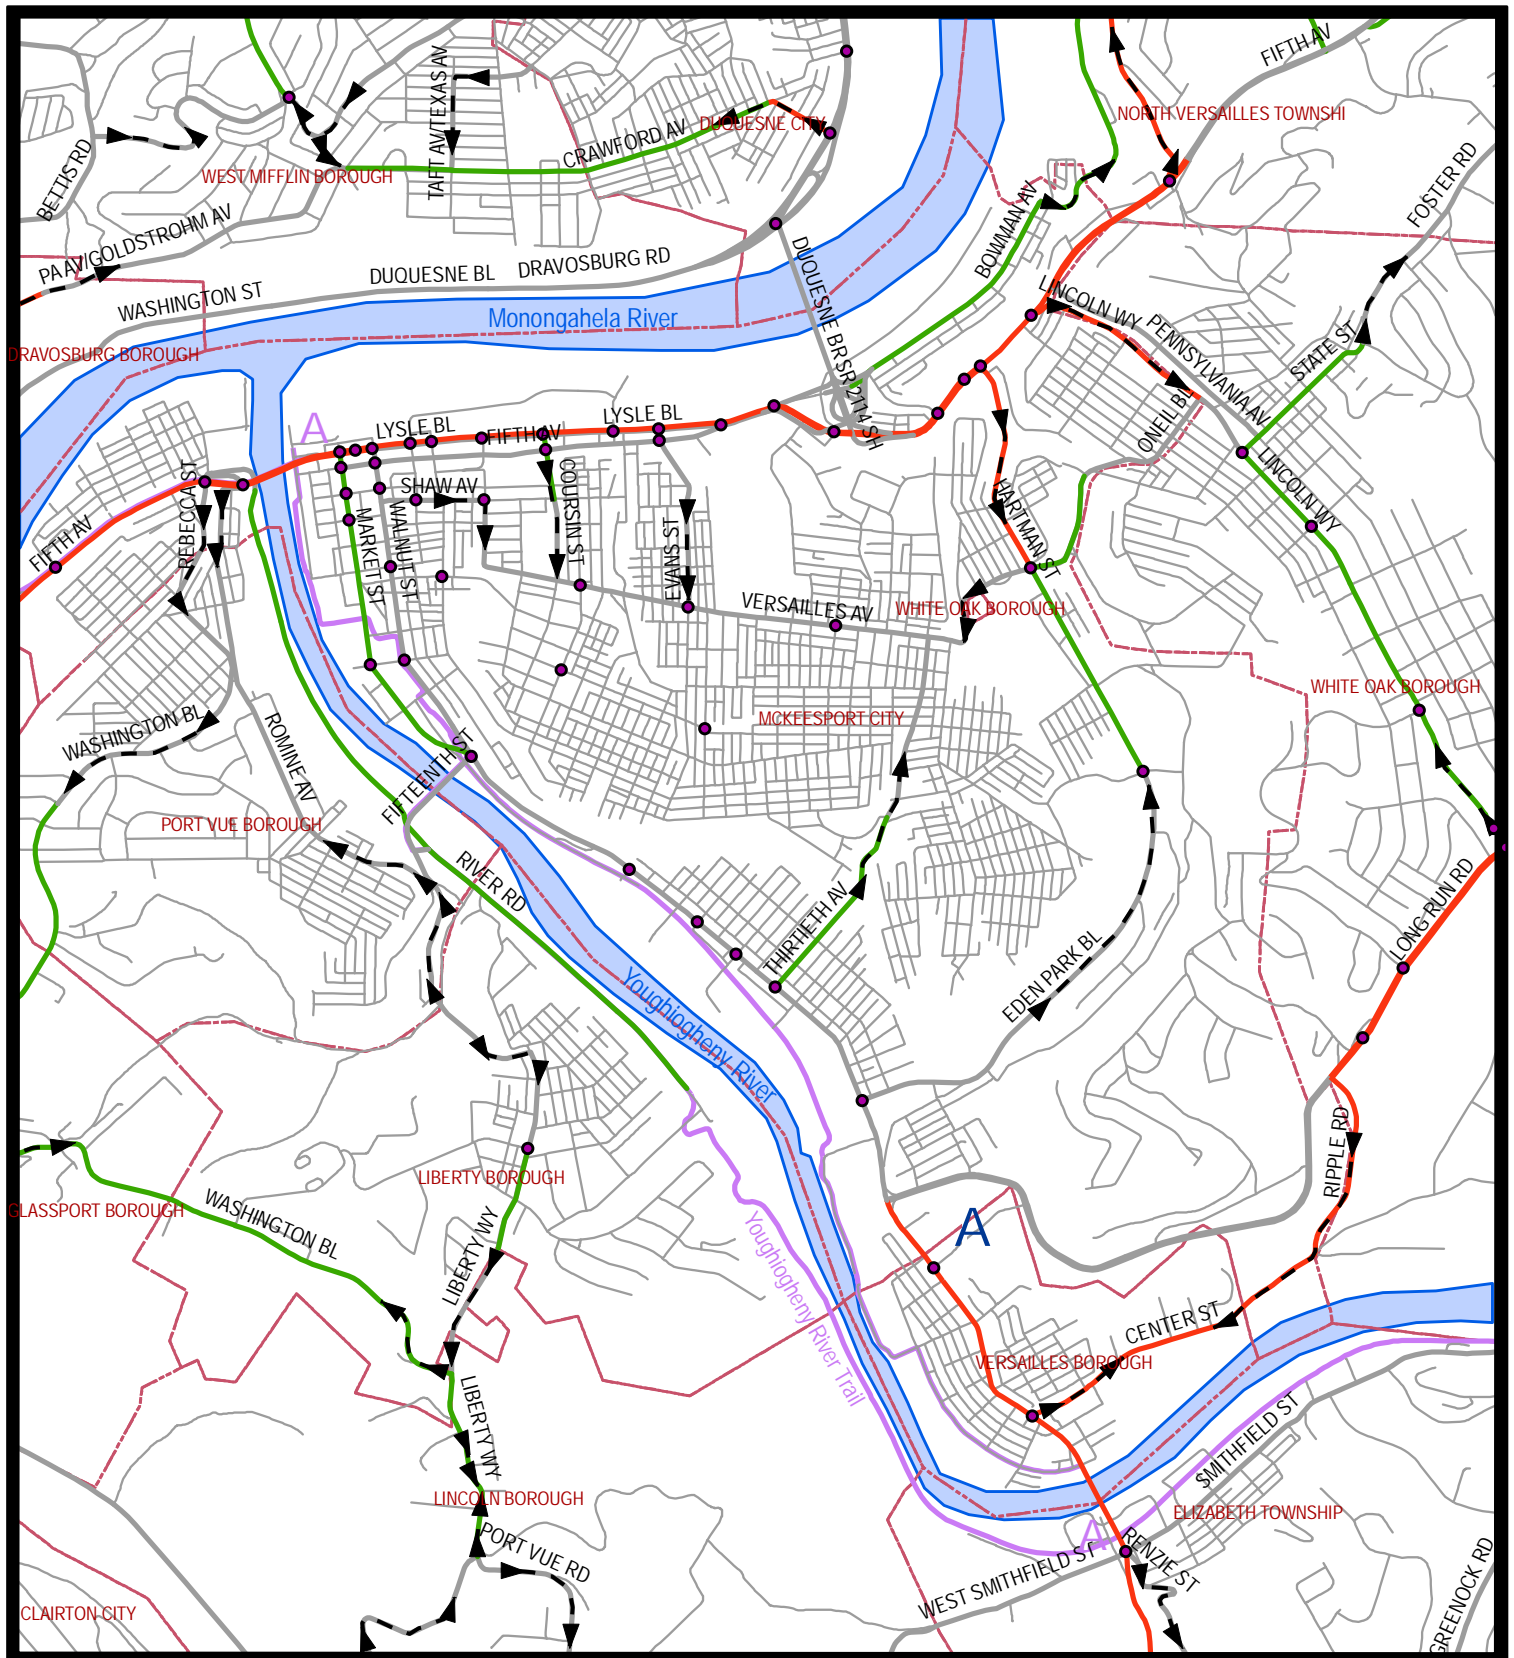 FIFTH AV
TAFT AV/TEXAS AV
NORTH VERSAILLES TOWNSHI
DUQUESNE CITY
CRAWFORD AV
BETTIS RD
WEST MIFFLIN BOROUGH
FOSTER RD
PA AV/GOLDSTROHM AV
BOWMAN AV
DUQUESNE BL
DRAVOSBURG RD
WASHINGTON ST
DUQUESNE BR
SR 2114 SH
LINCOLN WY
Monongahela River
PENNSYLVANIA AV
STATE ST
DRAVOSBURG BOROUGH
A
LYSLE BL
LYSLE BL
FIFTH AV
ONEIL BL
REBECCA ST
SHAW AV
COURSIN ST
LINCOLN WY
HARTMAN ST
FIFTH AV
MARKET ST
WALNUT ST
EVANS ST
VERSAILLES AV
WHITE OAK BOROUGH
WHITE OAK BOROUGH
MCKEESPORT CITY
WASHINGTON BL
ROMINE AV
FIFTEENTH ST
PORT VUE BOROUGH
RIVER RD
THIRTIETH AV
LONG RUN RD
EDEN PARK BL
Youghiogheny River
RIPPLE RD
LIBERTY BOROUGH
GLASSPORT BOROUGH
WASHINGTON BL
LIBERTY WY
A
Youghiogheny River Trail
CENTER ST
VERSAILLES BOROUGH
LIBERTY WY
SMITHFIELD ST
LINCOLN BOROUGH
ELIZABETH TOWNSHIP
A
PORT VUE RD
RENZIE ST
WEST SMITHFIELD ST
GREENOCK RD
CLAIRTON CITY